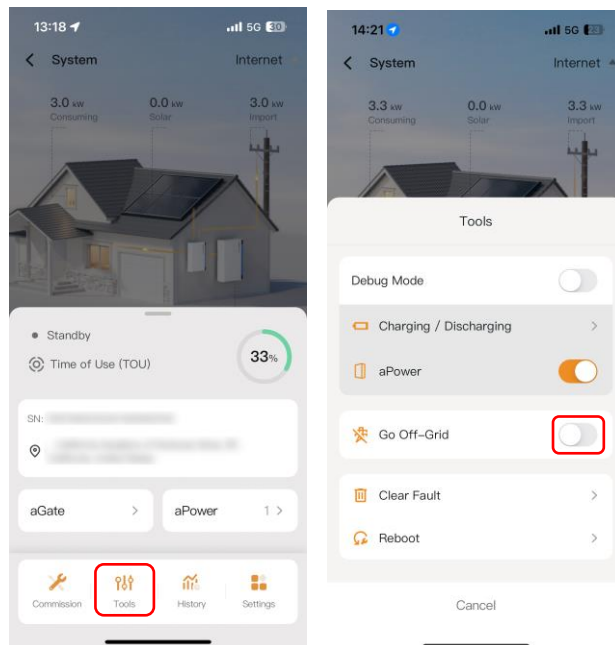 13:18
5G 30
System
Internet
3.0 kW
0.0 kW
3.0 kW
Consuming
Solar
Import
Standby
Time of Use (TOU)
33%
SN:
aGate
aPower
1
Commission
Tools
History
Settings
14:21
5G 23
System
Internet
3.3 kW
0.0 kW
3.3 kW
Consuming
Solar
Import
Tools
Debug Mode
Charging / Discharging
aPower
Go Off-Grid
Clear Fault
Reboot
Cancel